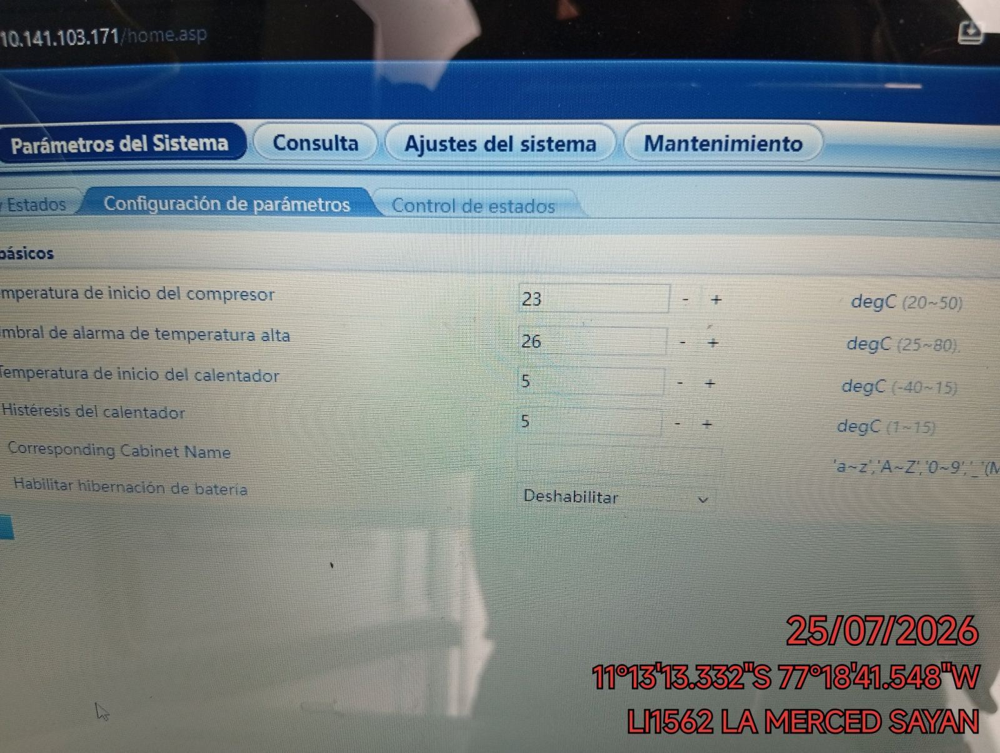 10.141.103.171/home.asp
Parámetros del Sistema Consulta Ajustes del sistema Mantenimiento
Estados Configuración de parámetros Control de estados
básicos
mperatura de inicio del compresor 23 - + degC (20~50)
mbral de alarma de temperatura alta 26 - + degC (25~80)
Temperatura de inicio del calentador 5 - + degC (-40~15)
Histéresis del calentador 5 - + degC (1~15)
Corresponding Cabinet Name 'a~z','A~Z','0~9','_'(M
Habilitar hibernación de batería Deshabilitar
25/07/2026
11°13'13.332"S 77°18'41.548"W
LI1562 LA MERCED SAYAN